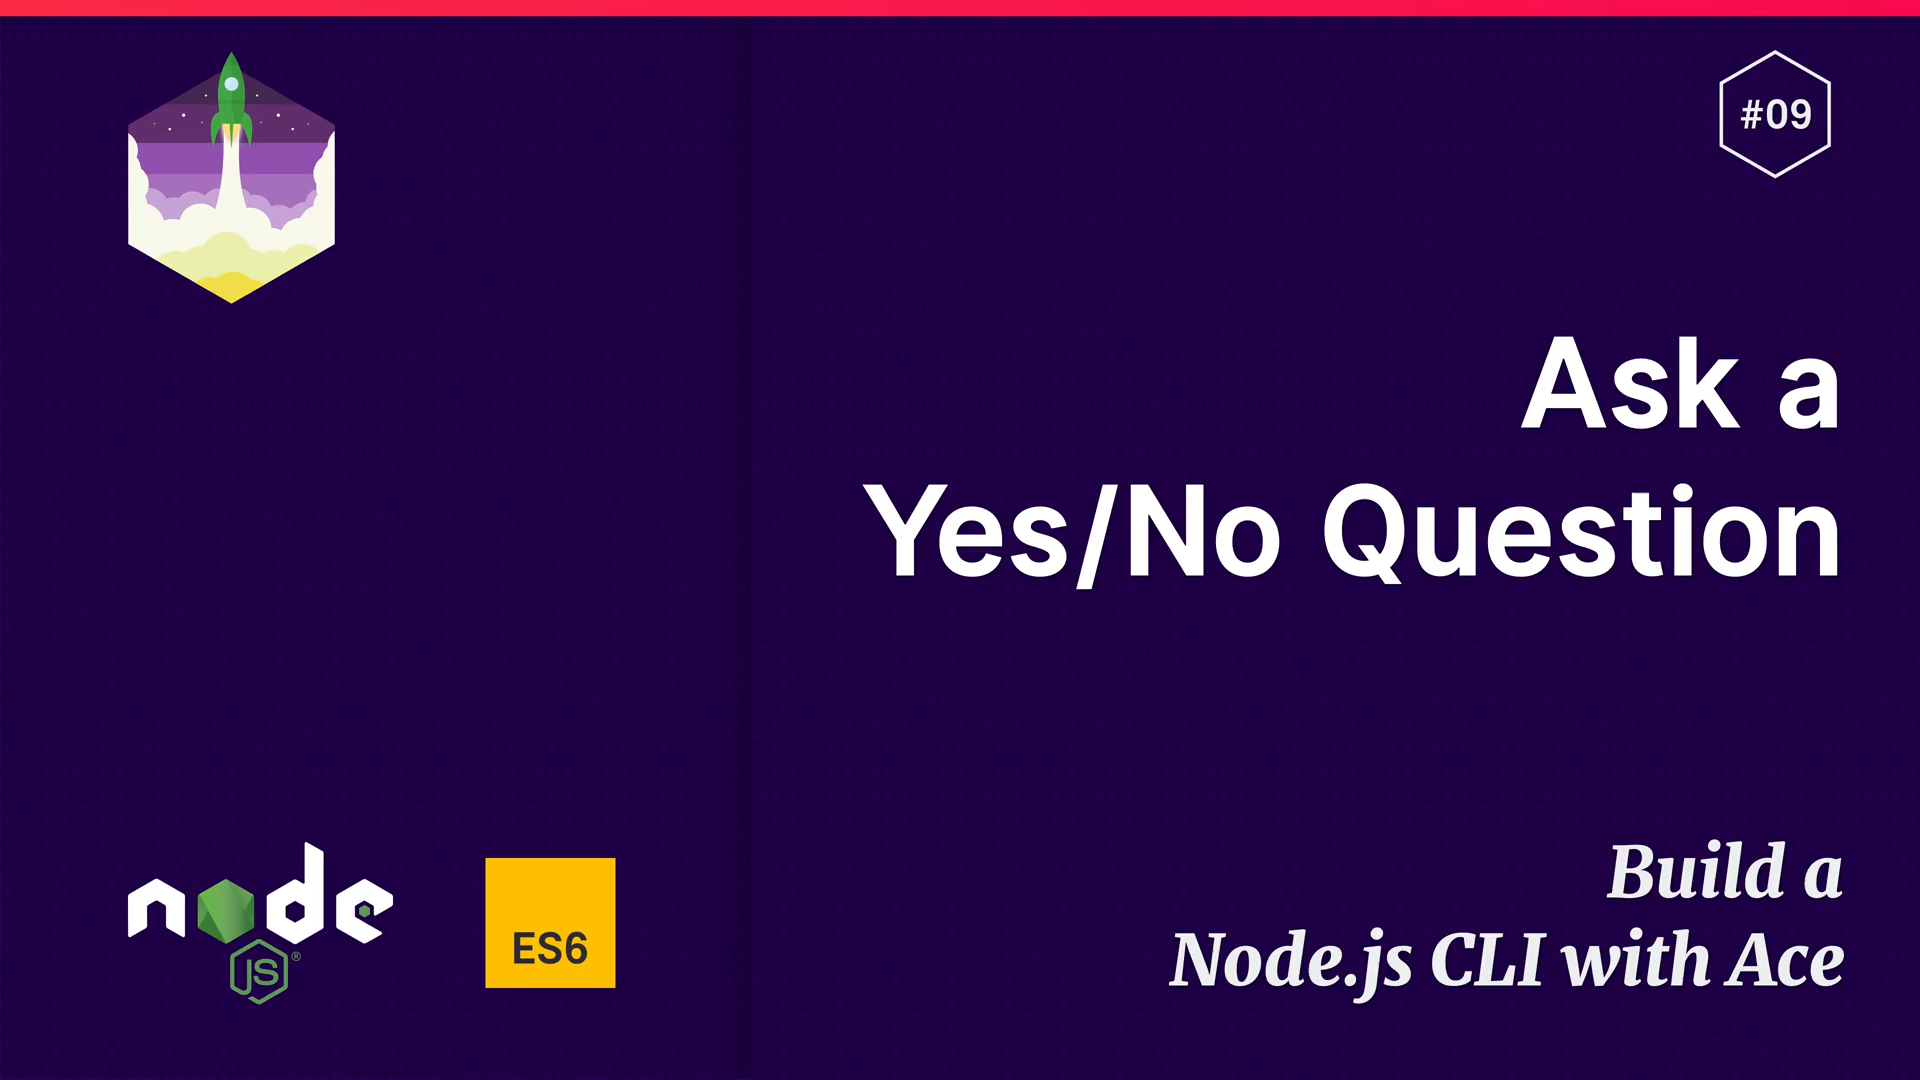 #09
Ask a
Yes/No Question
node
JS®
ES6
Build a
Node.js CLI with Ace